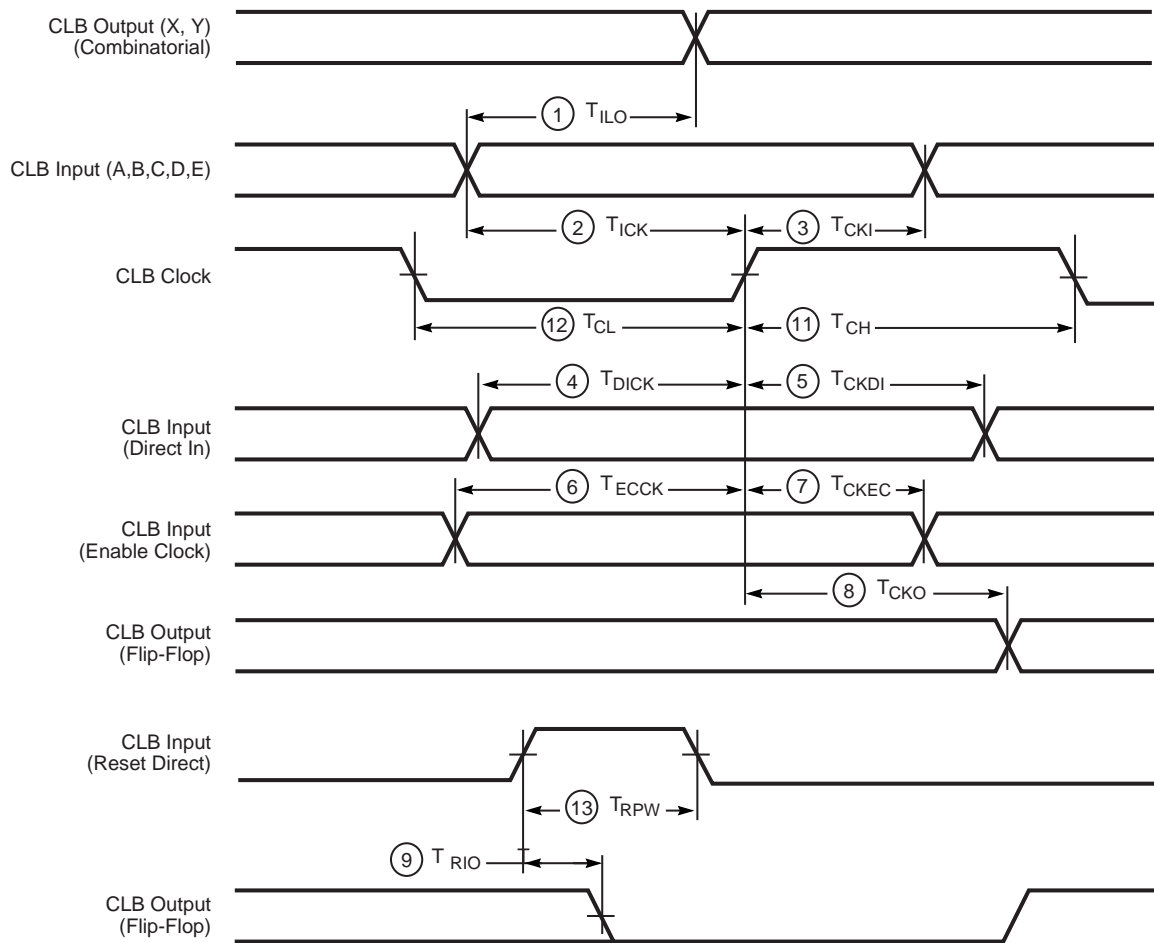 CLB Output (X, Y)
(Combinatorial)
1 TILO
CLB Input (A,B,C,D,E)
2 TICK
3 TCKI
CLB Clock
12 TCL
11 TCH
4 TDICK
5 TCKDI
CLB Input
(Direct In)
6 TECCK
7 TCKEC
CLB Input
(Enable Clock)
8 TCKO
CLB Output
(Flip-Flop)
CLB Input
(Reset Direct)
13 TRPW
9 T RIO
T
CLB Output
(Flip-Flop)